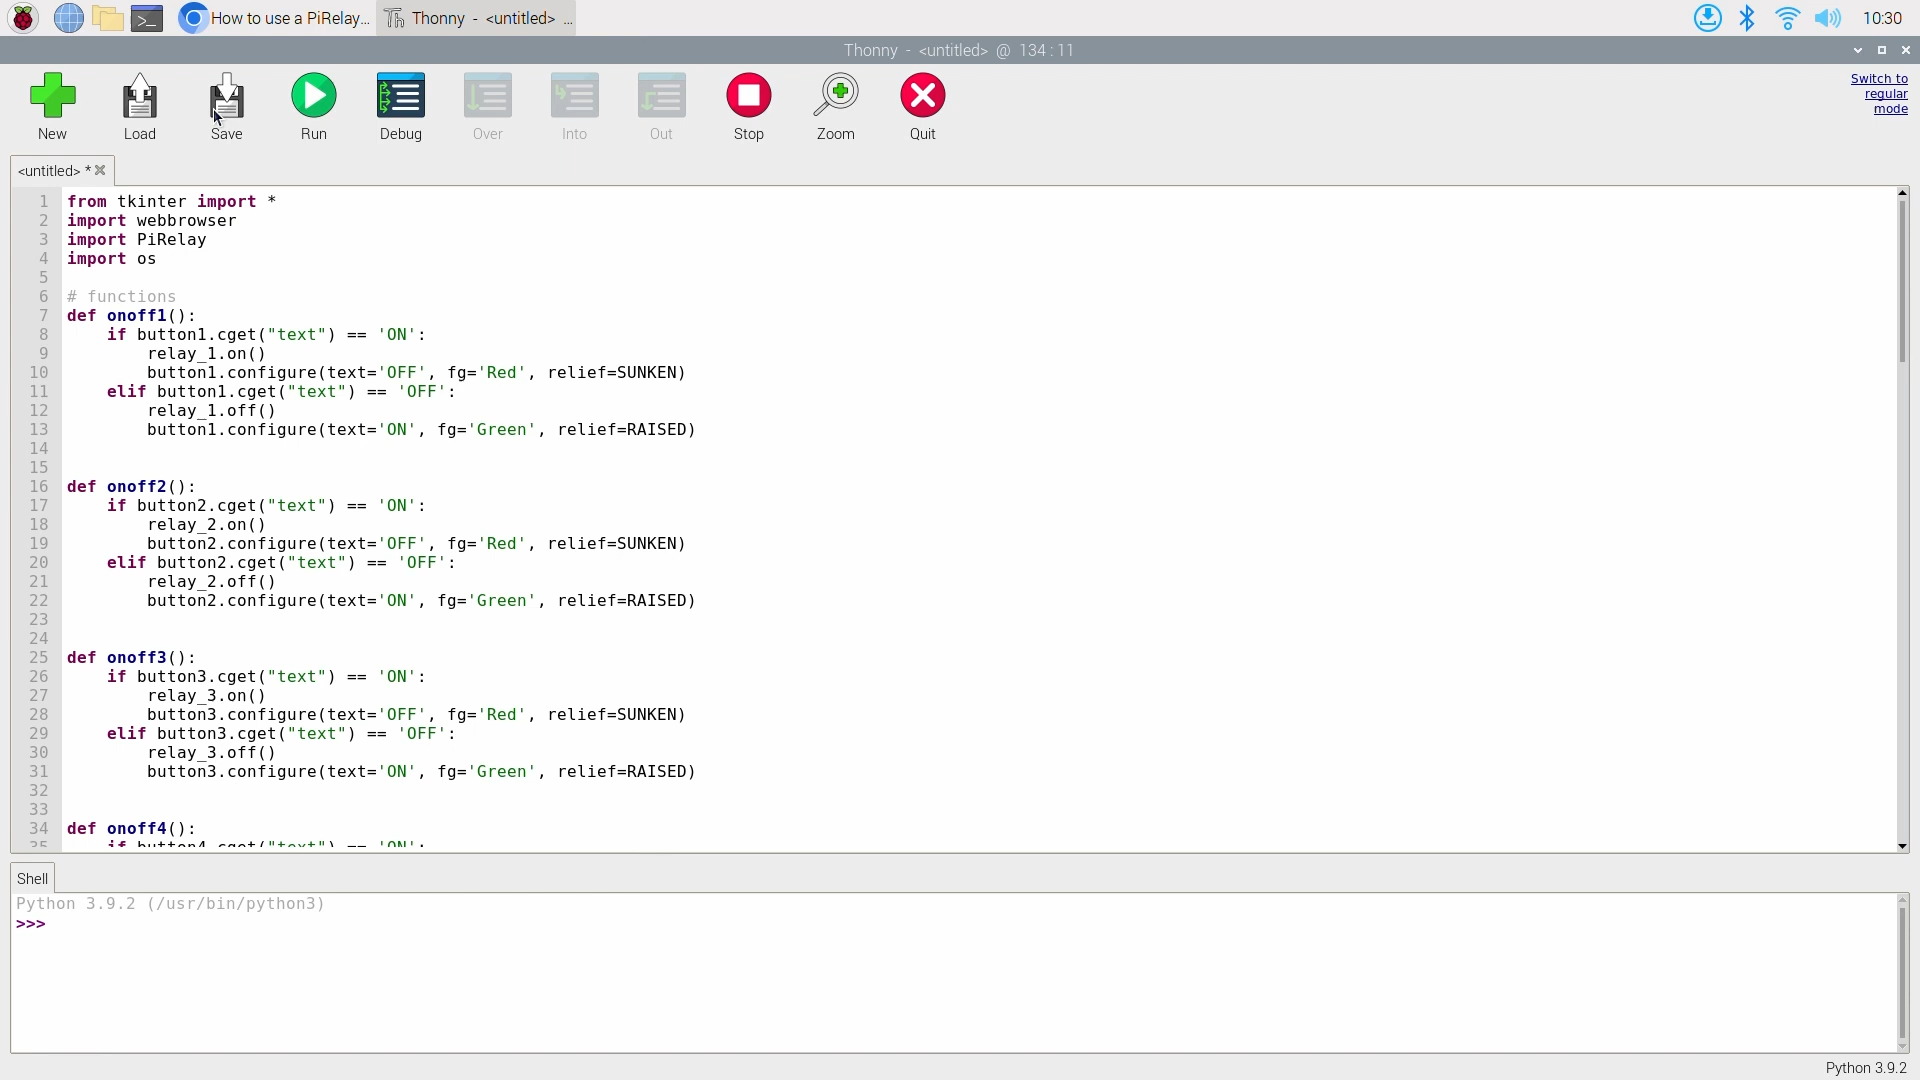 How to use a PiRelay...
Thonny - <untitled> ...
10:30
Thonny - <untitled> @ 134:11
New
Load
Save
Run
Debug
Over
Into
Out
Stop
Zoom
Quit
Switch to
regular
mode
<untitled> *
1 from tkinter import *
2 import webbrowser
3 import PiRelay
4 import os
5
6 # functions
7 def onoff1():
8     if button1.cget("text") == 'ON':
9         relay_1.on()
10         button1.configure(text='OFF', fg='Red', relief=SUNKEN)
11     elif button1.cget("text") == 'OFF':
12         relay_1.off()
13         button1.configure(text='ON', fg='Green', relief=RAISED)
14
15
16 def onoff2():
17     if button2.cget("text") == 'ON':
18         relay_2.on()
19         button2.configure(text='OFF', fg='Red', relief=SUNKEN)
20     elif button2.cget("text") == 'OFF':
21         relay_2.off()
22         button2.configure(text='ON', fg='Green', relief=RAISED)
23
24
25 def onoff3():
26     if button3.cget("text") == 'ON':
27         relay_3.on()
28         button3.configure(text='OFF', fg='Red', relief=SUNKEN)
29     elif button3.cget("text") == 'OFF':
30         relay_3.off()
31         button3.configure(text='ON', fg='Green', relief=RAISED)
32
33
34 def onoff4():
35     if button4.cget("text") == 'ON':
Shell
Python 3.9.2 (/usr/bin/python3)
>>>
Python 3.9.2